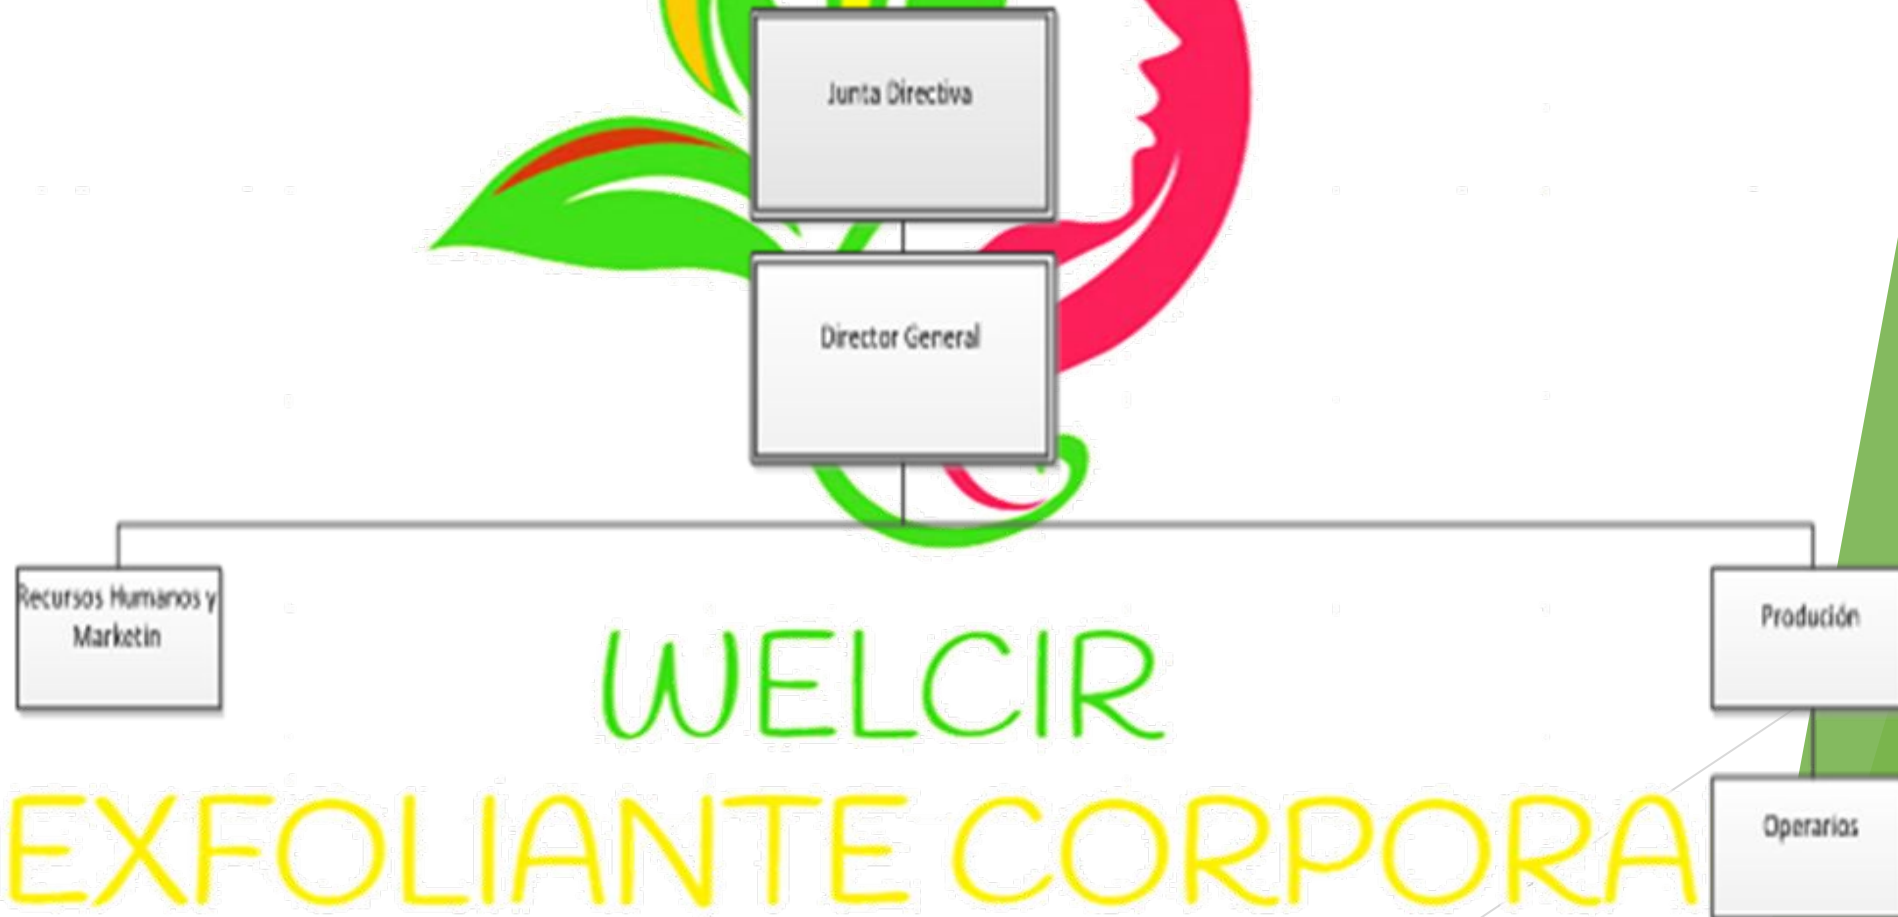 Junta Directiva
Director General
Recursos Humanos y
Marketin
Produción
WELCIR
EXFOLIANTE CORPORA
Operarios